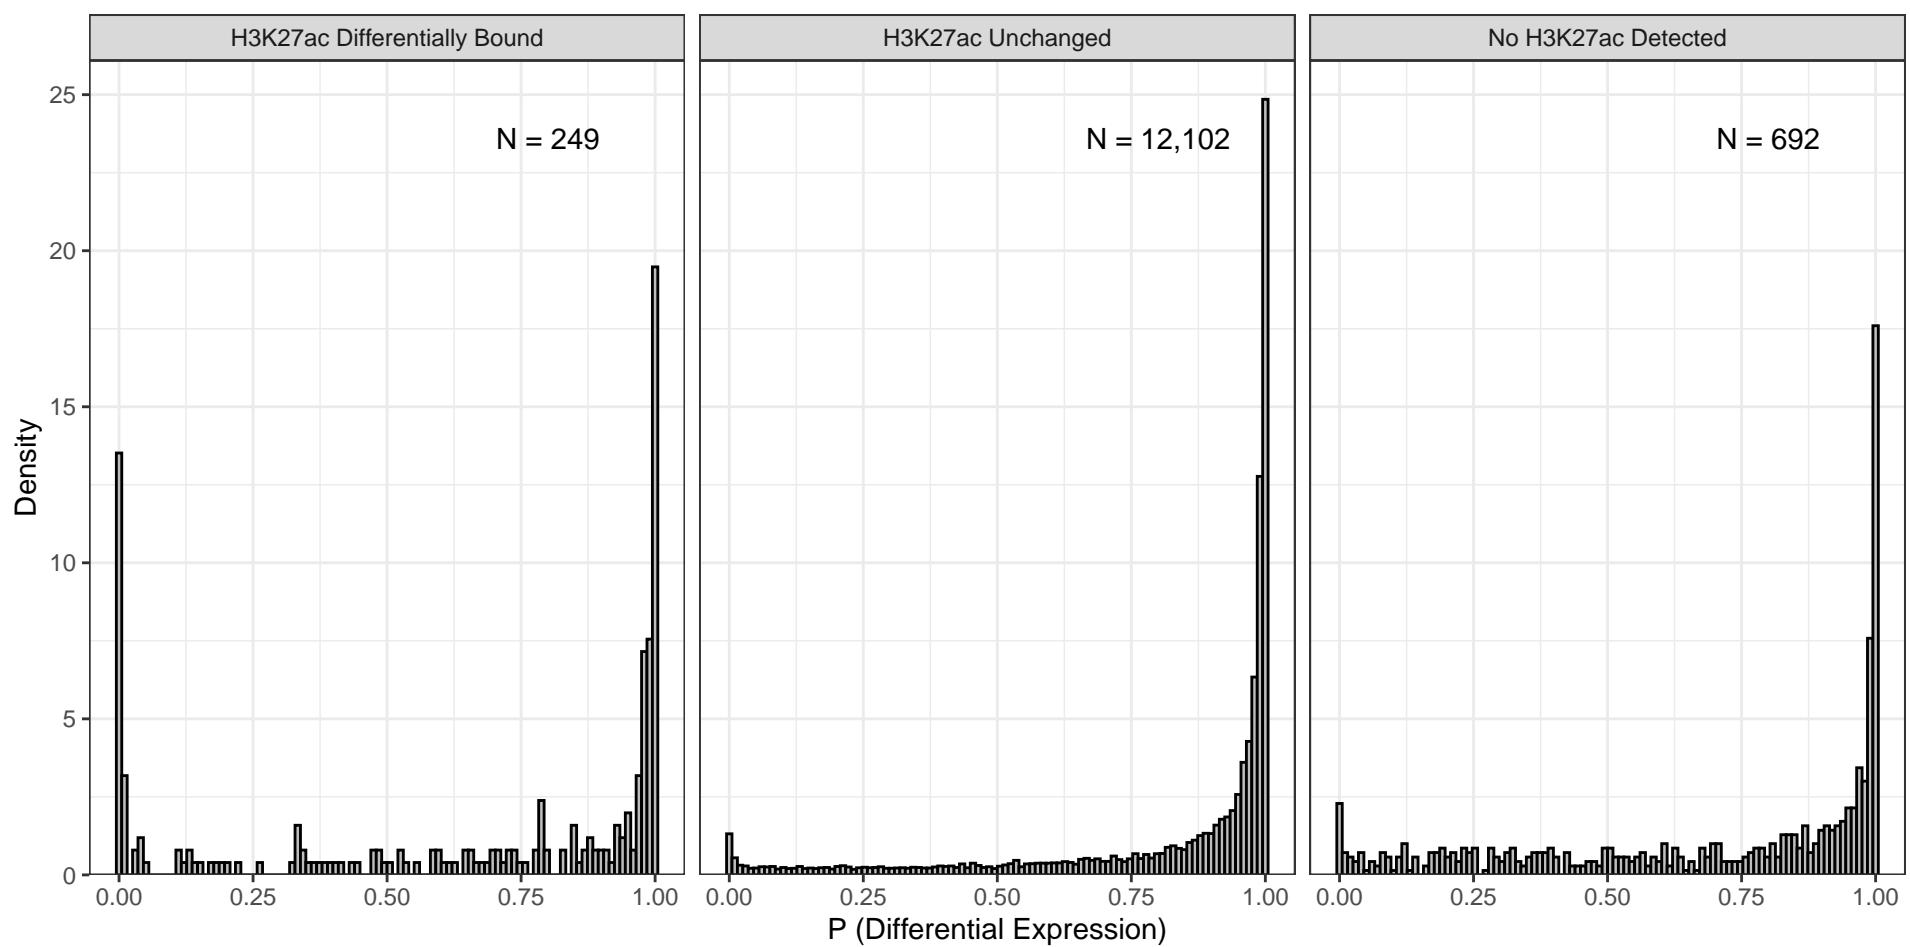 H3K27ac Differentially Bound
H3K27ac Unchanged
No H3K27ac Detected
N = 249
N = 12,102
N = 692
Density
25
20
15
10
5
0
0.00 0.25 0.50 0.75 1.00
0.00 0.25 0.50 0.75 1.00
0.00 0.25 0.50 0.75 1.00
P (Differential Expression)